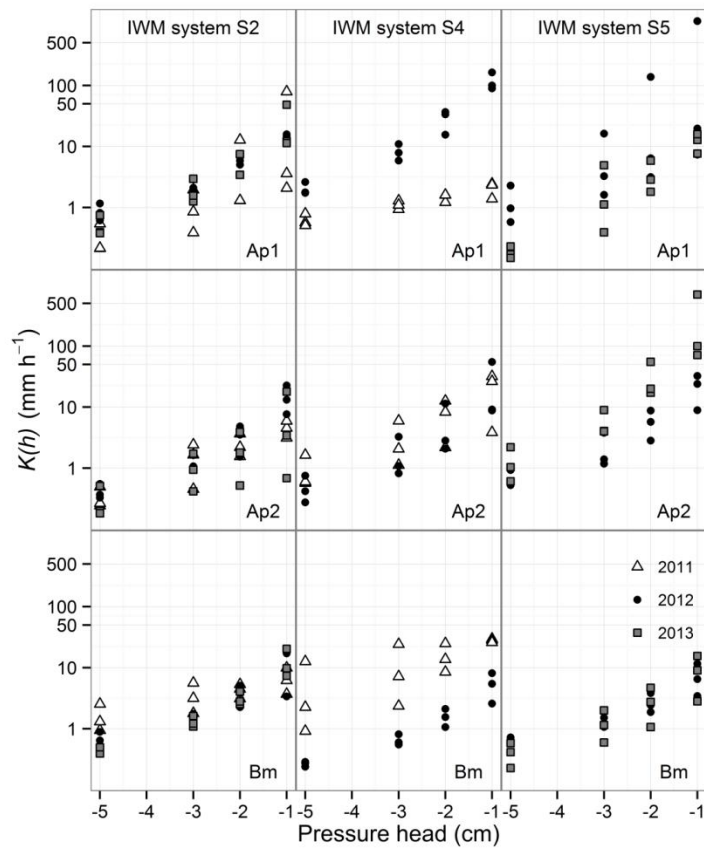 IWM system S2 IWM system S4 IWM system S5
500
100
50
10
1
Ap1 Ap1 Ap1
500
100
50
10
1
Ap2 Ap2 Ap2
K(h) (mm h⁻¹)
500
100
50
10
1
2011
2012
2013
Bm Bm Bm
-5 -4 -3 -2 -1 -5 -4 -3 -2 -1 -5 -4 -3 -2 -1
Pressure head (cm)